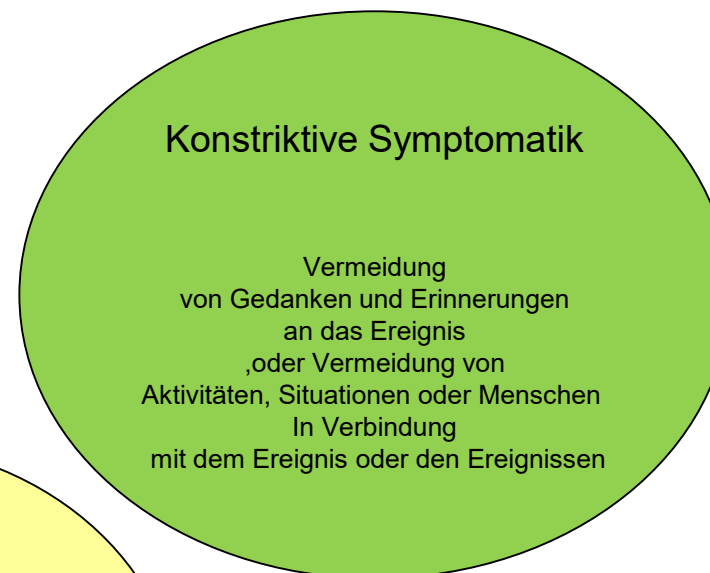 Konstriktive Symptomatik
Vermeidung
von Gedanken und Erinnerungen
an das Ereignis
,oder Vermeidung von
Aktivitäten, Situationen oder Menschen
In Verbindung
mit dem Ereignis oder den Ereignissen